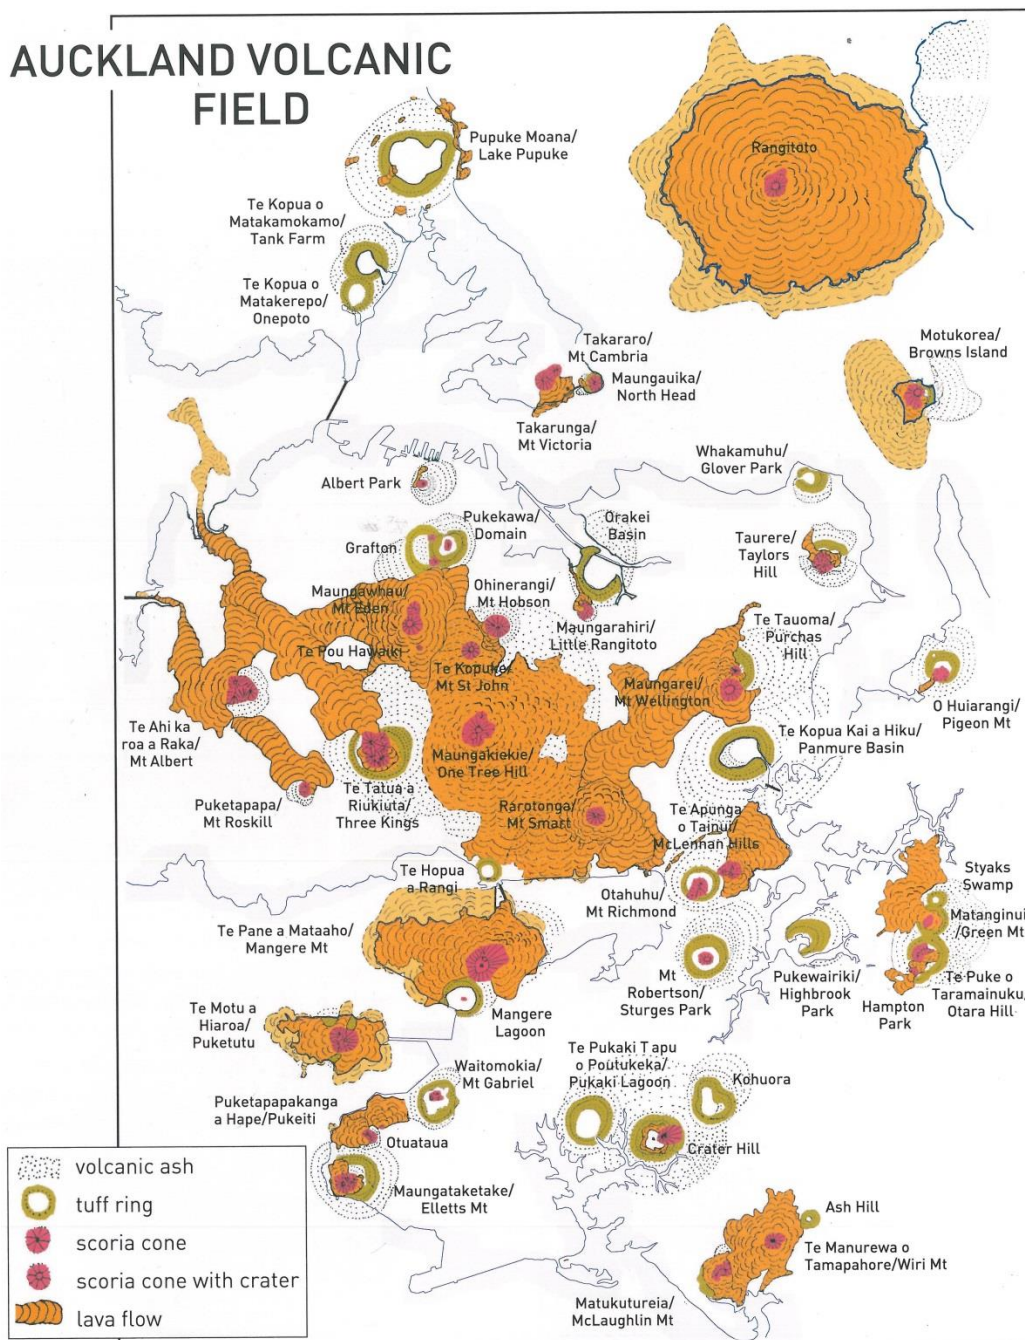 AUCKLAND VOLCANIC
FIELD
Pupuke Moana/
Lake Pupuke
Rangitoto
Te Kopua o
Matakamokamo/
Tank Farm
Te Kopua o
Matakerepo/
Onepoto
Takararo/
Mt Cambria
Maungauika/
North Head
Takarunga/
Mt Victoria
Motukorea/
Browns Island
Albert Park
Whakamuhu/
Glover Park
Pukekawa/
Domain
Grafton
Orakei
Basin
Taurere/
Taylors
Hill
Maungawhau/
Mt Eden
Ohinerangi/
Mt Hobson
Maungarahiri/
Little Rangitoto
Te Tauoma/
Purchas
Hill
Te Pou Hawaiki
Te Kopuke/
Mt St John
Maungarei/
Mt Wellington
O Huiarangi/
Pigeon Mt
Te Ahi ka
roa a Raka/
Mt Albert
Maungakiekie/
One Tree Hill
Te Kopua Kai a Hiku/
Panmure Basin
Puketapapa/
Mt Roskill
Te Tatua a
Riukiuta/
Three Kings
Rarotonga/
Mt Smart
Te Apunga
o Tainui/
McLennan Hills
Te Hopua
a Rangi
Otahuhu/
Mt Richmond
Styaks
Swamp
Matanginui
/Green Mt
Te Pane a Mataaho/
Mangere Mt
Mt
Robertson/
Sturges Park
Pukewairiki/
Highbrook
Park
Hampton
Park
Te Puke o
Taramainuku/
Otara Hill
Te Motu a
Hiaroa/
Puketutu
Mangere
Lagoon
Waitomokia/
Mt Gabriel
Te Pukaki Tapu
o Poutukeka/
Pukaki Lagoon
Kohuora
Puketapapakanga
a Hape/Pukeiti
Otuataua
Crater Hill
Maungataketake/
Elletts Mt
Ash Hill
Te Manurewa o
Tamapahore/Wiri Mt
Matukutureia/
McLaughlin Mt
volcanic ash
tuff ring
scoria cone
scoria cone with crater
lava flow